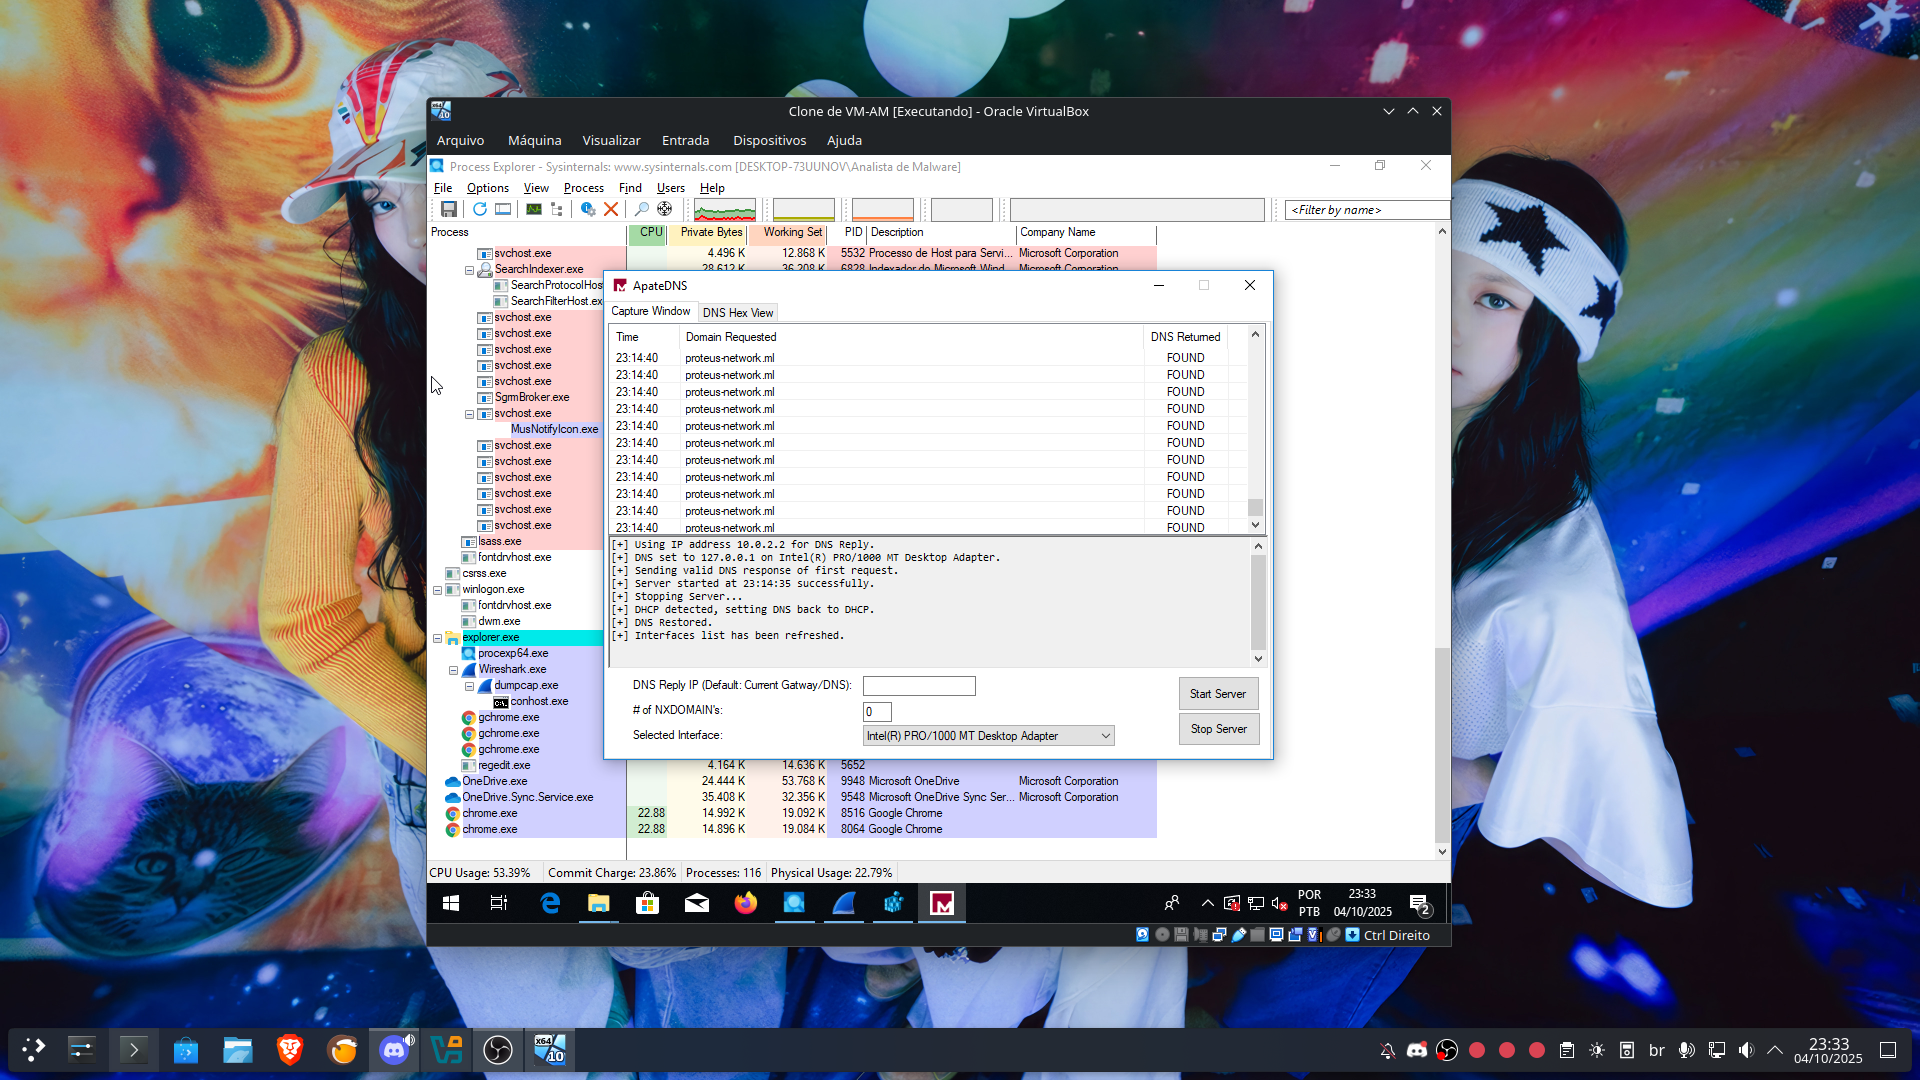 Clone de VM-AM [Executando] - Oracle VirtualBox
Arquivo Máquina Visualizar Entrada Dispositivos Ajuda
Process Explorer - Sysinternals: www.sysinternals.com [DESKTOP-73UUNOV\Analista de Malware]
File Options View Process Find Users Help
<Filter by name>
Process CPU Private Bytes Working Set PID Description Company Name
svchost.exe 4.496 K 12.868 K 5532 Processo de Host para Servi... Microsoft Corporation
SearchIndexer.exe 28.612 K 36.208 K 6828 Indexador do Microsoft Wind... Microsoft Corporation
SearchProtocolHos
SearchFilterHost.exe
svchost.exe
svchost.exe
svchost.exe
svchost.exe
svchost.exe
SgrmBroker.exe
svchost.exe
MusNotifyIcon.exe
svchost.exe
svchost.exe
svchost.exe
svchost.exe
svchost.exe
svchost.exe
lsass.exe
fontdrvhost.exe
csrss.exe
winlogon.exe
fontdrvhost.exe
dwm.exe
explorer.exe
procexp64.exe
Wireshark.exe
dumpcap.exe
conhost.exe
gchrome.exe
gchrome.exe
gchrome.exe
regedit.exe 4.164 K 14.636 K 5652
OneDrive.exe 24.444 K 53.768 K 9948 Microsoft OneDrive Microsoft Corporation
OneDrive.Sync.Service.exe 35.408 K 32.356 K 9548 Microsoft OneDrive Sync Ser... Microsoft Corporation
chrome.exe 22.88 14.992 K 19.092 K 8516 Google Chrome
chrome.exe 22.88 14.896 K 19.084 K 8064 Google Chrome
ApateDNS
Capture Window DNS Hex View
Time Domain Requested DNS Returned
23:14:40 proteus-network.ml FOUND
23:14:40 proteus-network.ml FOUND
23:14:40 proteus-network.ml FOUND
23:14:40 proteus-network.ml FOUND
23:14:40 proteus-network.ml FOUND
23:14:40 proteus-network.ml FOUND
23:14:40 proteus-network.ml FOUND
23:14:40 proteus-network.ml FOUND
23:14:40 proteus-network.ml FOUND
23:14:40 proteus-network.ml FOUND
23:14:40 proteus-network.ml FOUND
[+] Using IP address 10.0.2.2 for DNS Reply.
[+] DNS set to 127.0.0.1 on Intel(R) PRO/1000 MT Desktop Adapter.
[+] Sending valid DNS response of first request.
[+] Server started at 23:14:35 successfully.
[+] Stopping Server...
[+] DHCP detected, setting DNS back to DHCP.
[+] DNS Restored.
[+] Interfaces list has been refreshed.
DNS Reply IP (Default: Current Gatway/DNS):
Start Server
# of NXDOMAIN's: 0
Stop Server
Selected Interface: Intel(R) PRO/1000 MT Desktop Adapter
CPU Usage: 53.39% Commit Charge: 23.86% Processes: 116 Physical Usage: 22.79%
POR
PTB
23:33
04/10/2025
2
Ctrl Direito
x64
10
br
23:33
04/10/2025